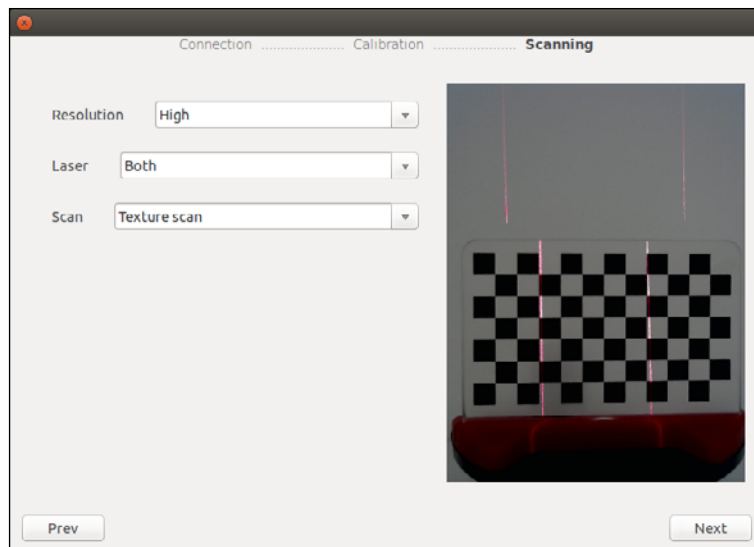 Connection ..................... Calibration ..................... Scanning
Resolution High
Laser Both
Scan Texture scan
Prev Next